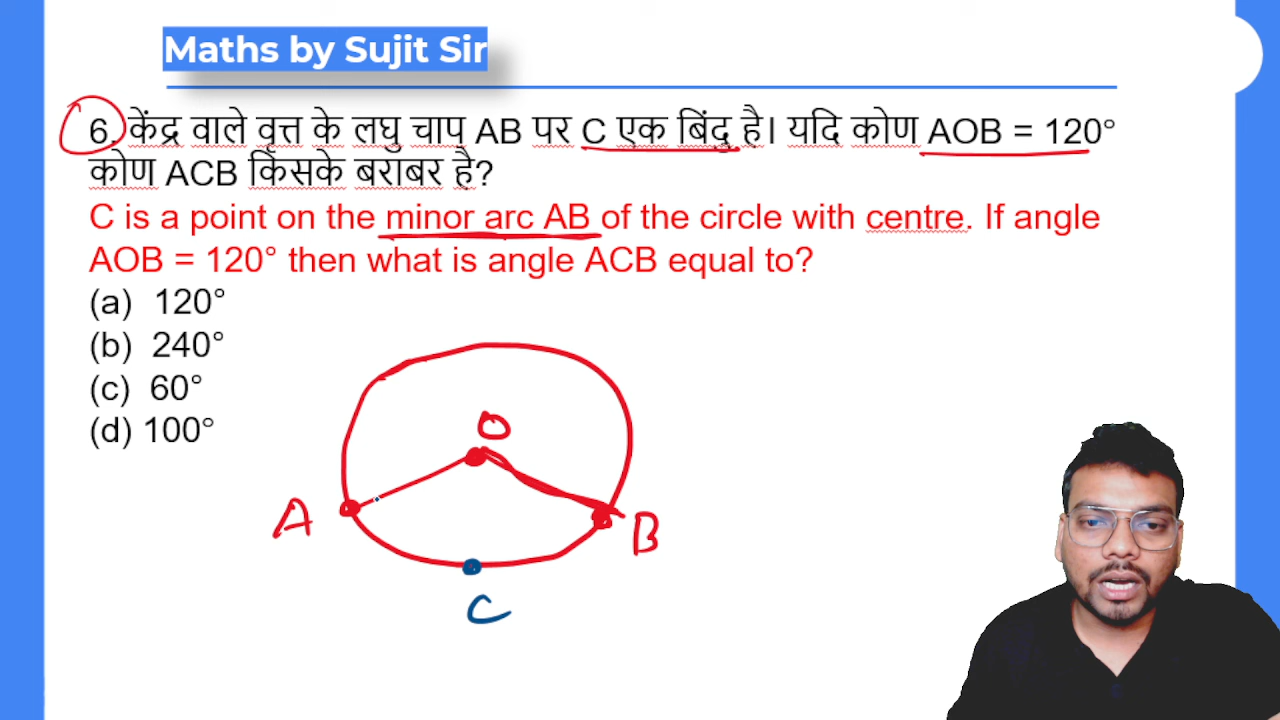 Maths by Sujit Sir
6. केंद्र वाले वृत्त के लघु चाप AB पर C एक बिंदु है। यदि कोण AOB = 120°
कोण ACB किसके बराबर है?
C is a point on the minor arc AB of the circle with centre. If angle
AOB = 120° then what is angle ACB equal to?
(a) 120°
(b) 240°
(c) 60°
(d) 100°
O
A
B
C